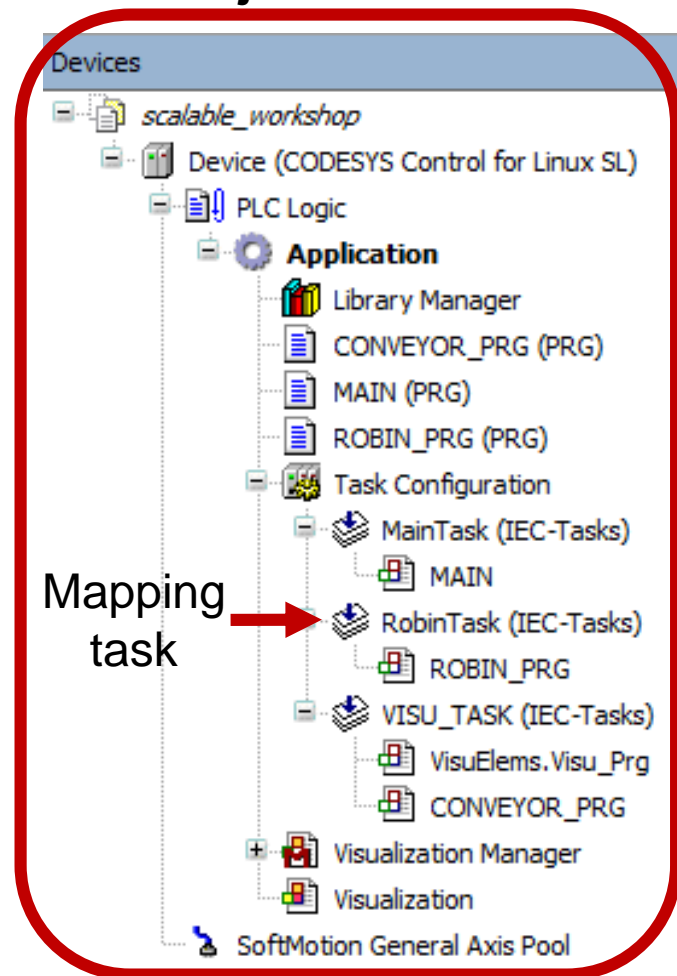 Devices
scalable_workshop
Device (CODESYS Control for Linux SL)
PLC Logic
Application
Library Manager
CONVEYOR_PRG (PRG)
MAIN (PRG)
ROBIN_PRG (PRG)
Task Configuration
MainTask (IEC-Tasks)
MAIN
Mapping
task
RobinTask (IEC-Tasks)
ROBIN_PRG
VISU_TASK (IEC-Tasks)
VisuElems.Visu_Prg
CONVEYOR_PRG
Visualization Manager
Visualization
SoftMotion General Axis Pool